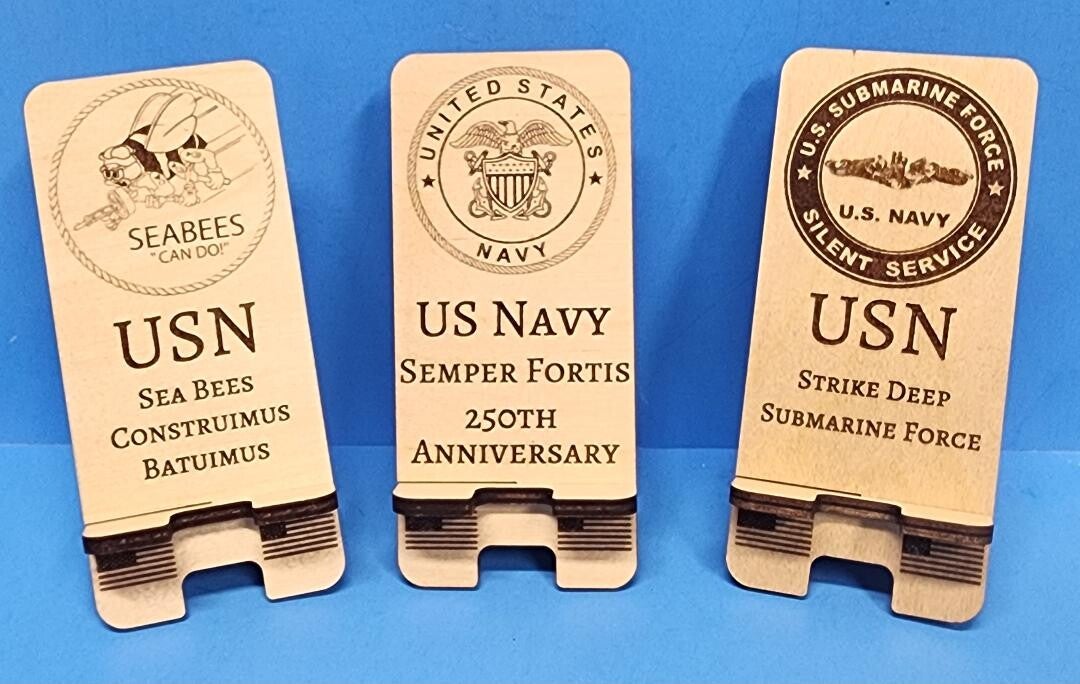 SEABEES
"CAN DO!"
USN
SEA BEES
CONSTRUIMUS
BATUIMUS
UNITED STATES
NAVY
US NAVY
SEMPER FORTIS
250TH
ANNIVERSARY
U.S. SUBMARINE FORCE
U.S. NAVY
SILENT SERVICE
USN
STRIKE DEEP
SUBMARINE FORCE